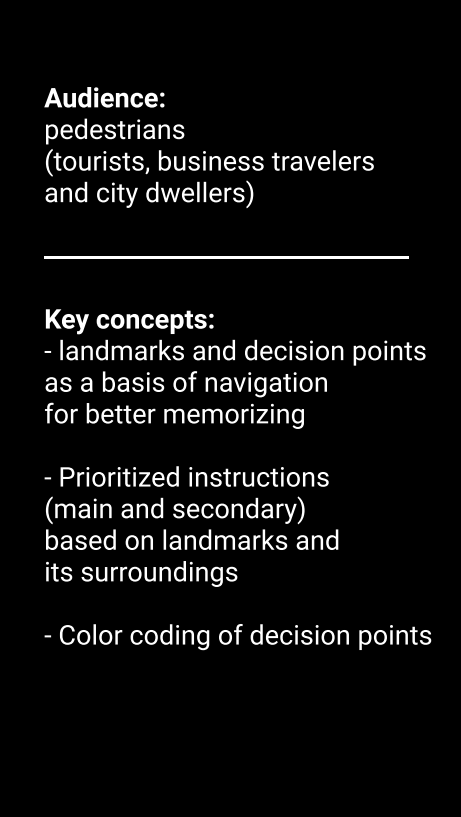 Audience:
pedestrians
(tourists, business travelers
and city dwellers)
Key concepts:
- landmarks and decision points
as a basis of navigation
for better memorizing
- Prioritized instructions
(main and secondary)
based on landmarks and
its surroundings
- Color coding of decision points